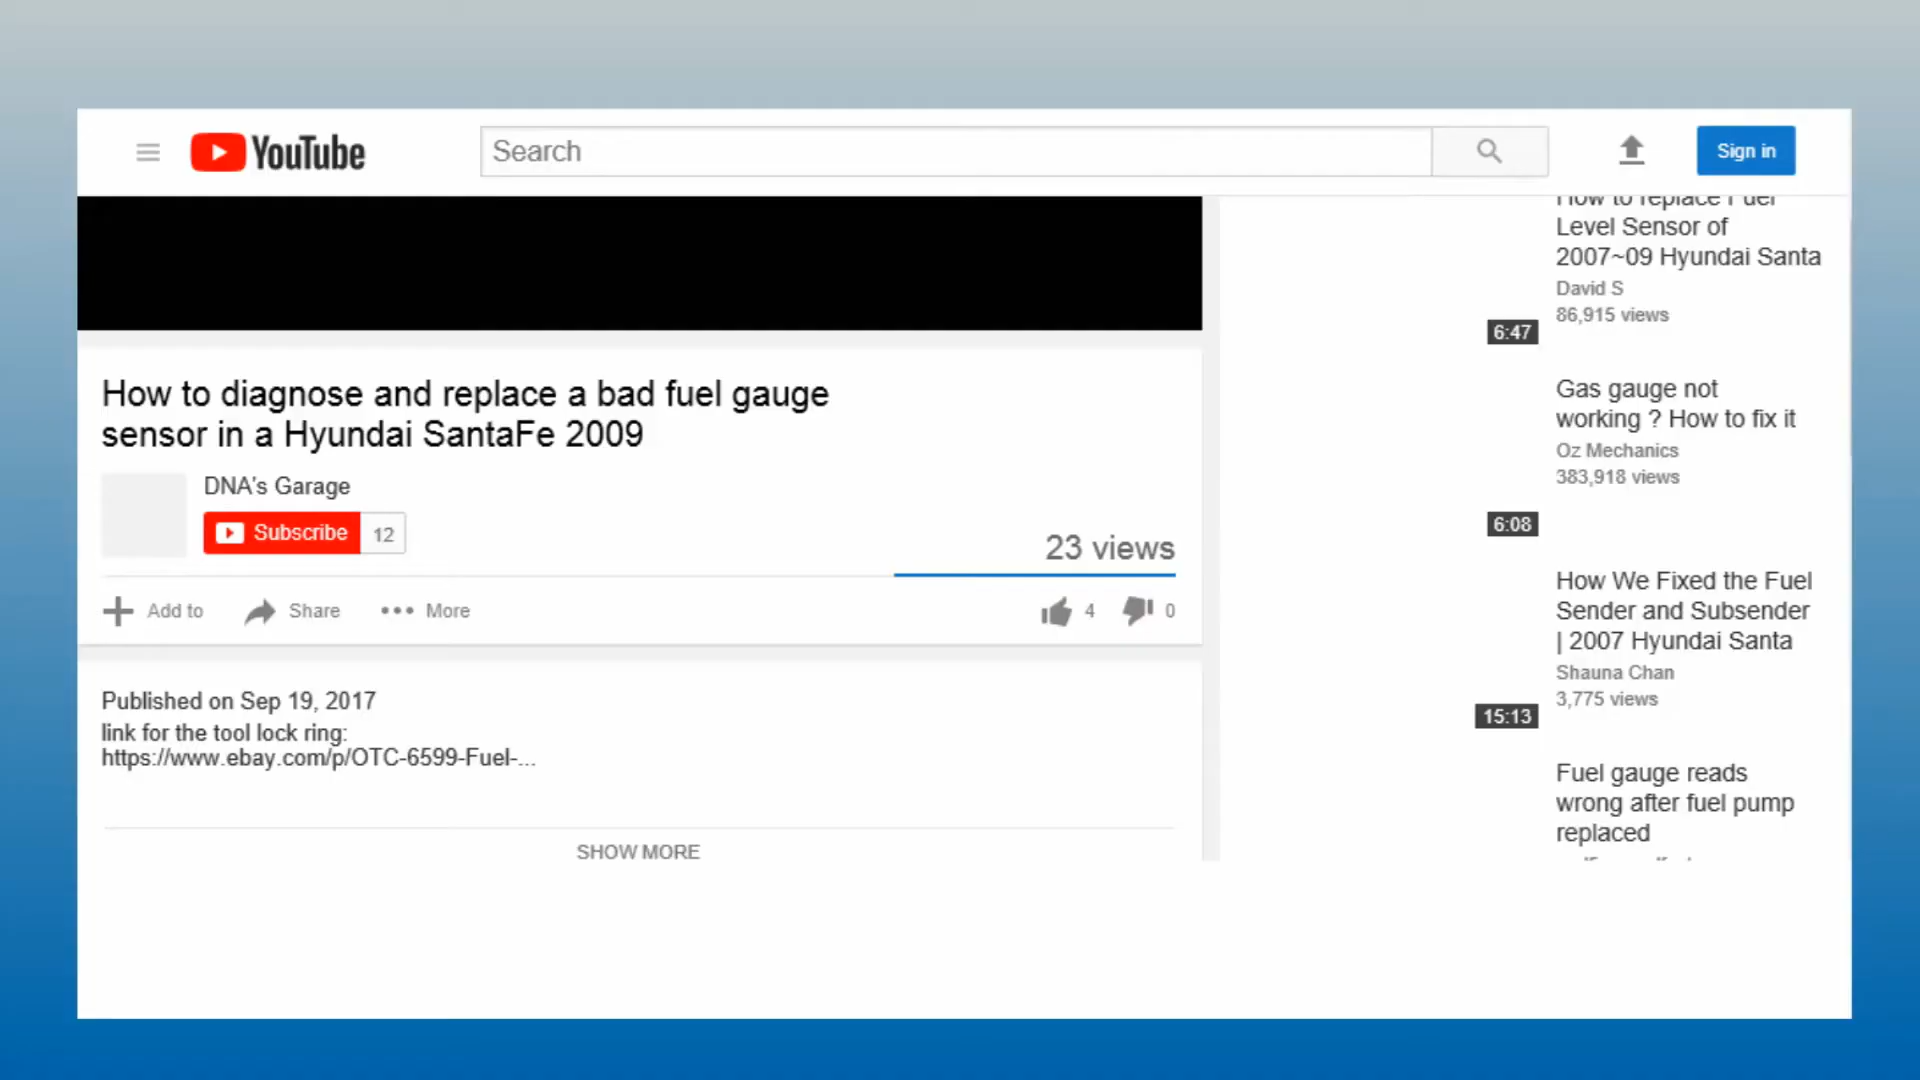 YouTube
Search
Sign in
How to replace Fuel
Level Sensor of
2007~09 Hyundai Santa
David S
86,915 views
6:47
How to diagnose and replace a bad fuel gauge
sensor in a Hyundai SantaFe 2009
DNA's Garage
Subscribe 12
23 views
Add to Share More 4 0
Published on Sep 19, 2017
link for the tool lock ring:
https://www.ebay.com/p/OTC-6599-Fuel-...
SHOW MORE
Gas gauge not
working ? How to fix it
Oz Mechanics
383,918 views
6:08
How We Fixed the Fuel
Sender and Subsender
| 2007 Hyundai Santa
Shauna Chan
3,775 views
15:13
Fuel gauge reads
wrong after fuel pump
replaced